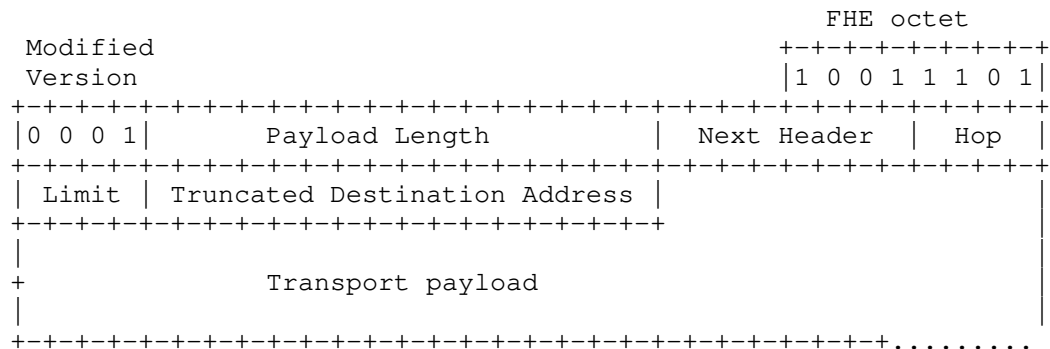 FHE octet
Modified +-+-+-+-+-+-+-+-+
Version |1 0 0 1 1 1 0 1|
+-+-+-+-+-+-+-+-+-+-+-+-+-+-+-+-+-+-+-+-+-+-+-+-+-+-+-+-+-+-+-+-+
|0 0 0 1| Payload Length | Next Header | Hop |
+-+-+-+-+-+-+-+-+-+-+-+-+-+-+-+-+-+-+-+-+-+-+-+-+-+-+-+-+-+-+-+-+
| Limit | Truncated Destination Address | |
+-+-+-+-+-+-+-+-+-+-+-+-+-+-+-+-+-+-+-+-+ |
| |
+ Transport payload |
| |
+-+-+-+-+-+-+-+-+-+-+-+-+-+-+-+-+-+-+-+-+-+-+-+-+-+-+-+.........